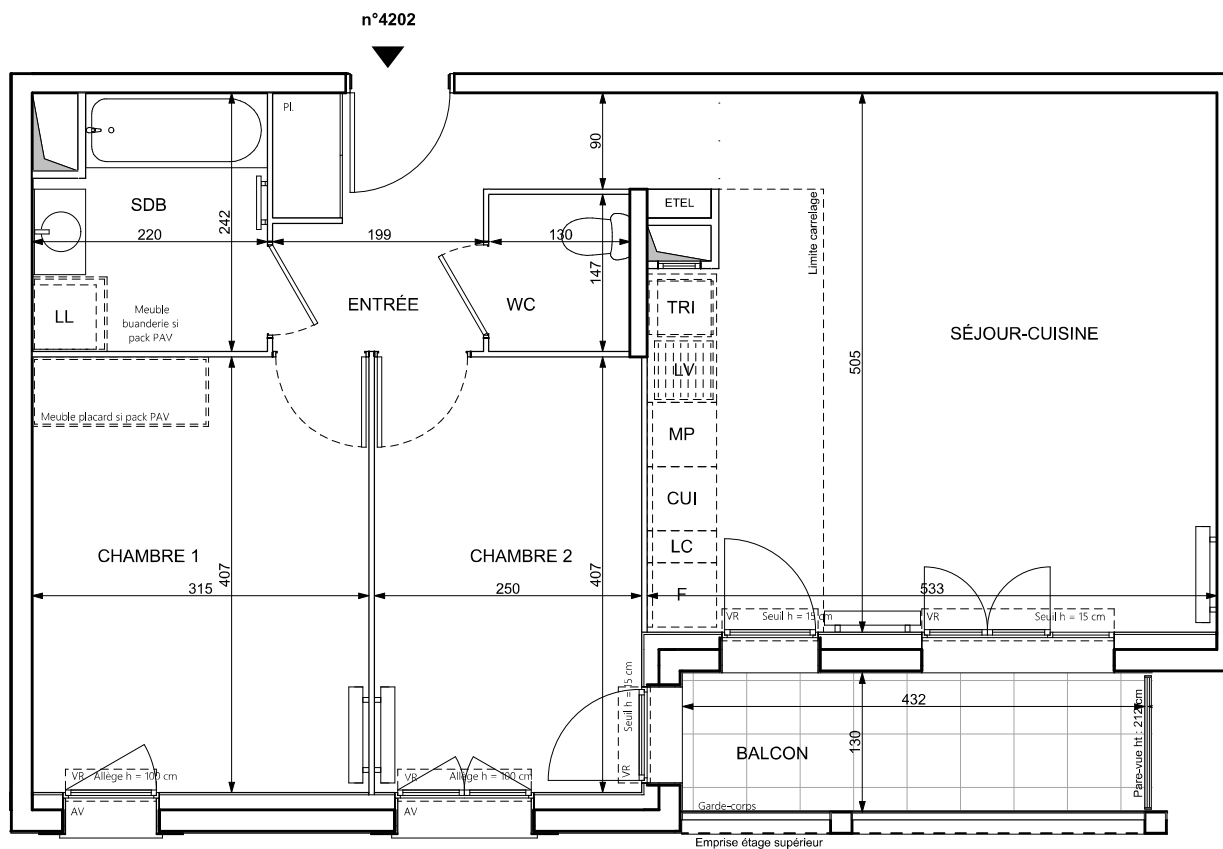 n°4202
Pl.
90
ETEL
SDB
242
220
199
130
147
Limite carrelage
LL
Meuble
buanderie si
pack PAV
ENTRÉE
WC
TRI
SÉJOUR-CUISINE
505
LV
Meuble placard si pack PAV
MP
CUI
LC
F
CHAMBRE 1
407
315
CHAMBRE 2
407
250
533
VR
Seuil h = 15 cm
VR
Seuil h = 15 cm
Seuil h = 15 cm
VR
432
130
BALCON
Pare-vue ht : 212 cm
VR
Allège h = 100 cm
VR
Allège h = 100 cm
AV
AV
Garde-corps
Emprise étage supérieur